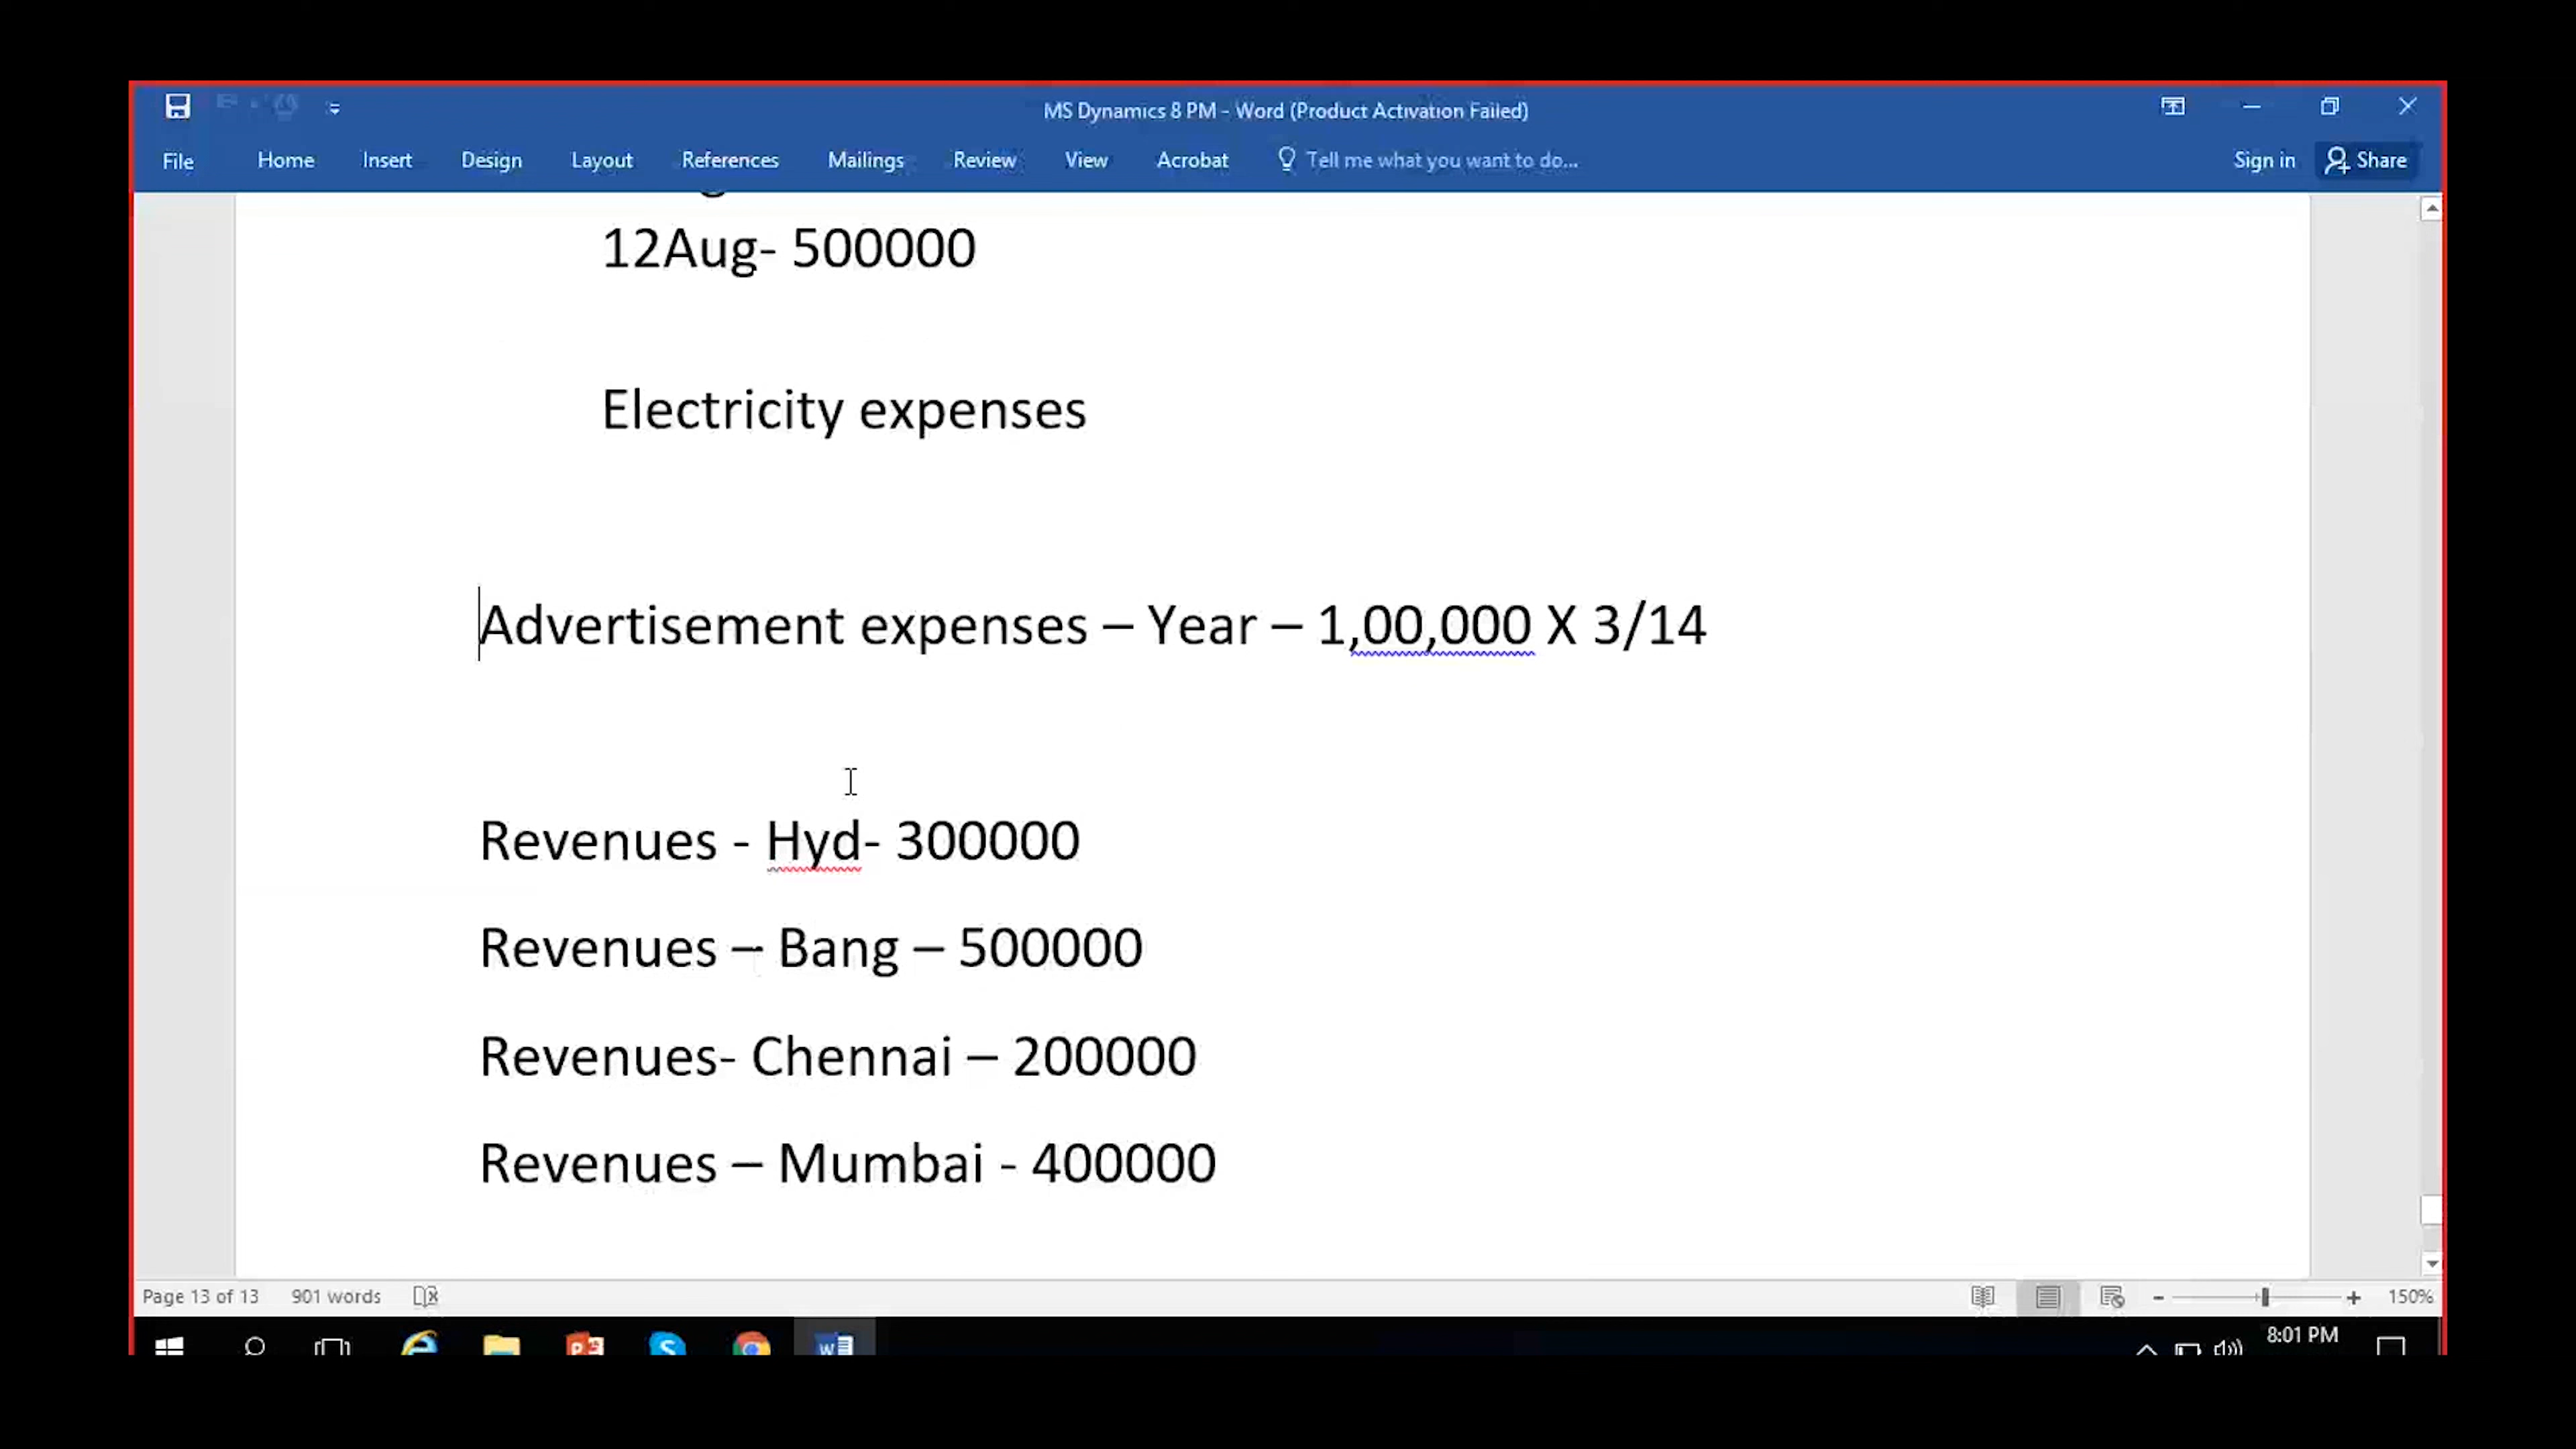 MS Dynamics 8 PM - Word (Product Activation Failed)
File Home Insert Design Layout References Mailings Review View Acrobat Tell me what you want to do... Sign in Share
12Aug- 500000
Electricity expenses
Advertisement expenses – Year – 1,00,000 X 3/14
Revenues - Hyd- 300000
Revenues – Bang – 500000
Revenues- Chennai – 200000
Revenues – Mumbai - 400000
Page 13 of 13 901 words 150%
8:01 PM